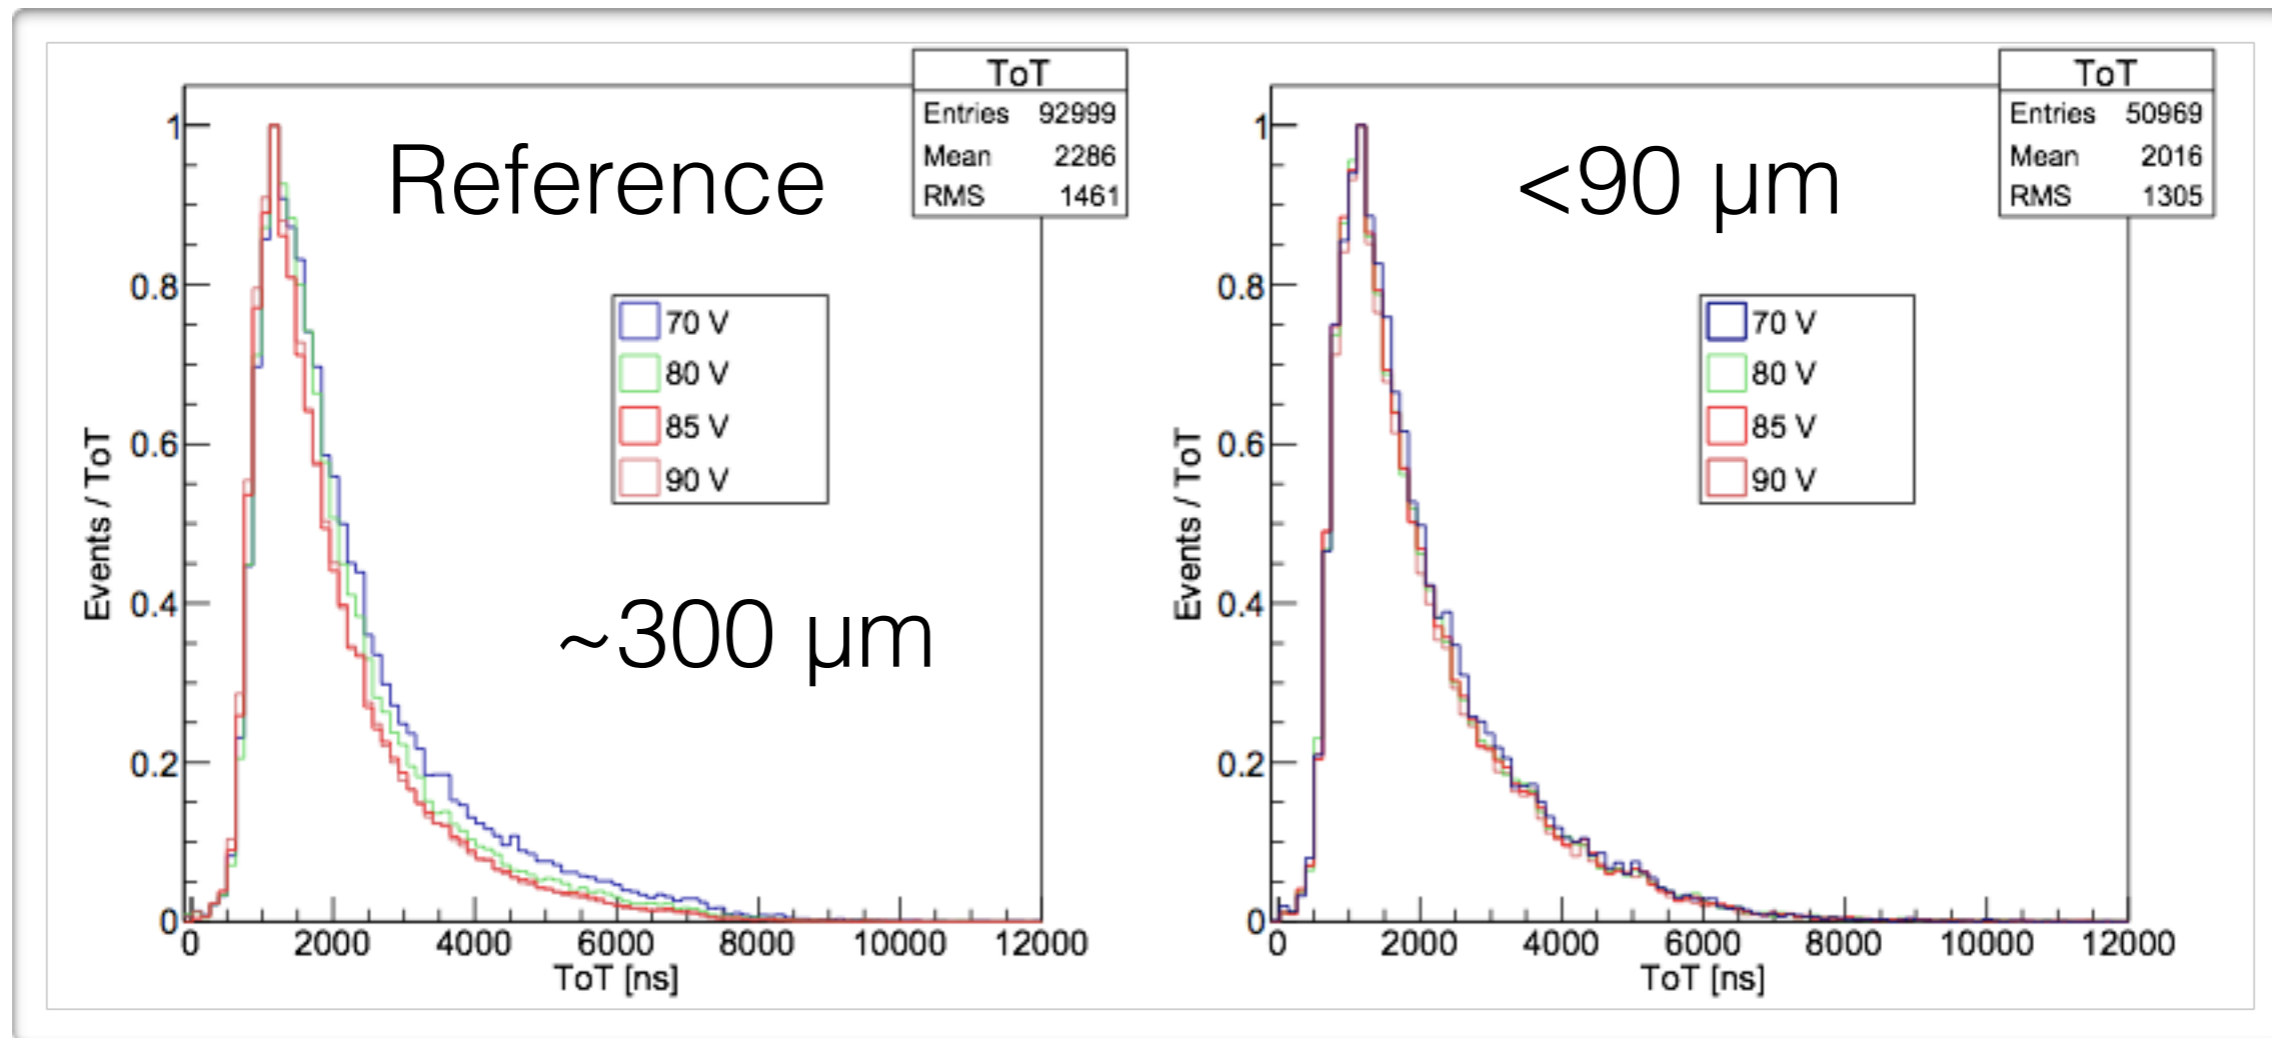 ToT
Entries 92999
Mean 2286
RMS 1461
Reference
~300 µm
70 V
80 V
85 V
90 V
Events / ToT
1
0.8
0.6
0.4
0.2
0
0 2000 4000 6000 8000 10000 12000
ToT [ns]
ToT
Entries 50969
Mean 2016
RMS 1305
<90 µm
70 V
80 V
85 V
90 V
Events / ToT
1
0.8
0.6
0.4
0.2
0
0 2000 4000 6000 8000 10000 12000
ToT [ns]